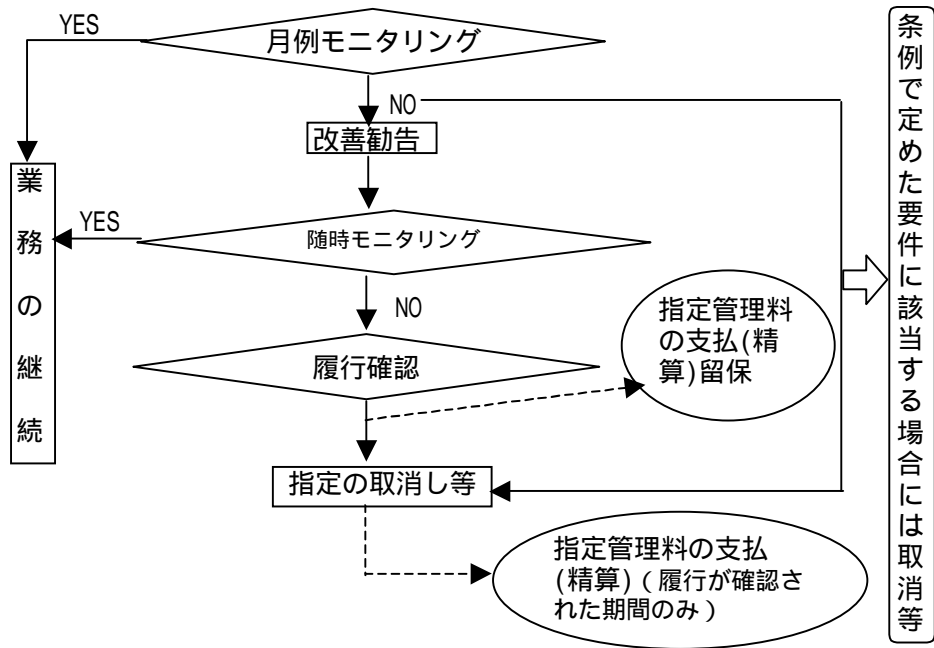 YES
月例モニタリング
NO
改善勧告
業務の継続
YES
随時モニタリング
NO
指定管理料
の支払(精
算)留保
履行確認
指定の取消し等
指定管理料の支払
(精算)(履行が確認さ
れた期間のみ)
条例で定めた要件に該当する場合には取消等